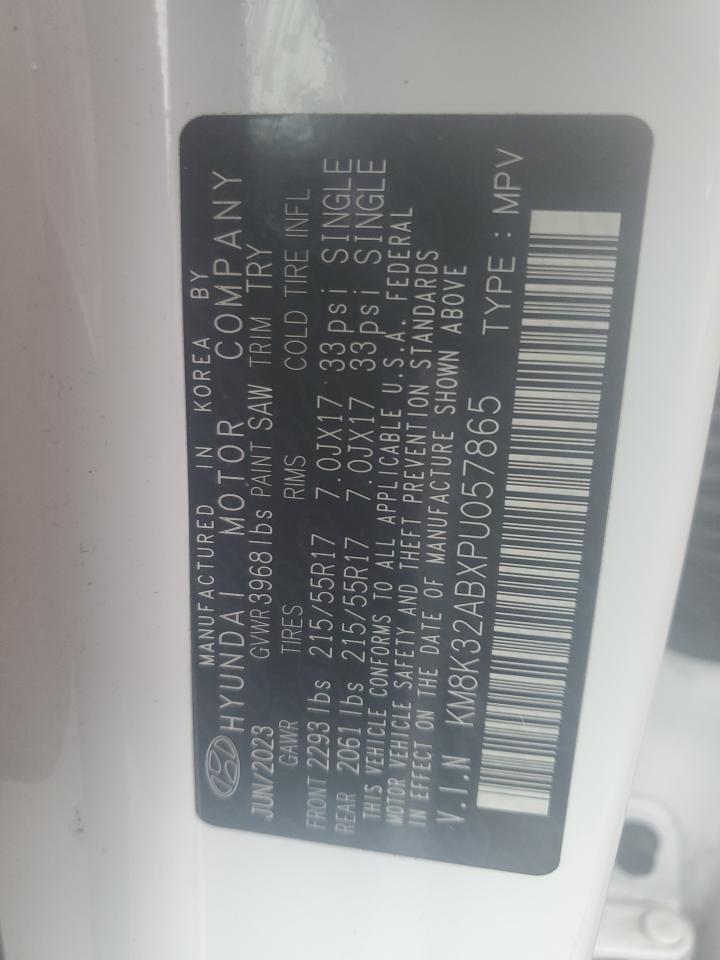 MANUFACTURED IN KOREA BY
HYUNDAI MOTOR COMPANY
JUN/2023 GVWR 3968 lbs PAINT SAW TRIM TRY
GAWR TIRES RIMS COLD TIRE INFL
FRONT 2293 lbs 215/55R17 7.0JX17 33psi SINGLE
REAR 2061 lbs 215/55R17 7.0JX17 33psi SINGLE
THIS VEHICLE CONFORMS TO ALL APPLICABLE U.S.A. FEDERAL
MOTOR VEHICLE SAFETY AND THEFT PREVENTION STANDARDS
IN EFFECT ON THE DATE OF MANUFACTURE SHOWN ABOVE
V.I.N KM8K32ABXPU057865 TYPE : MPV